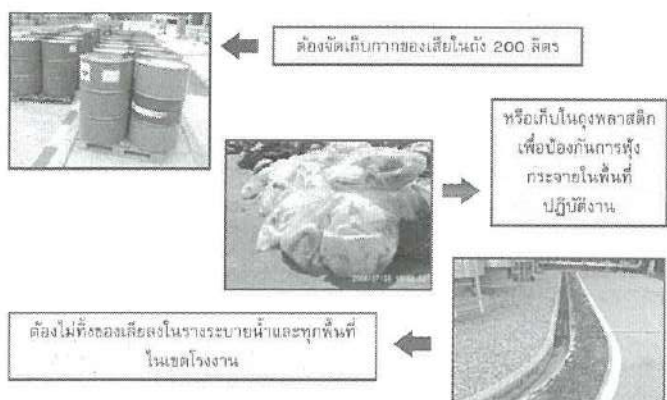 ต้องจัดเก็บกากของเสียในถัง 200 ลิตร
หรือเก็บในถุงพลาสติก
เพื่อป้องกันการฟุ้ง
กระจายในพื้นที่
ปฏิบัติงาน
ต้องไม่ทิ้งของเสียลงในรางระบายน้ำและทุกพื้นที่
ในเขตโรงงาน